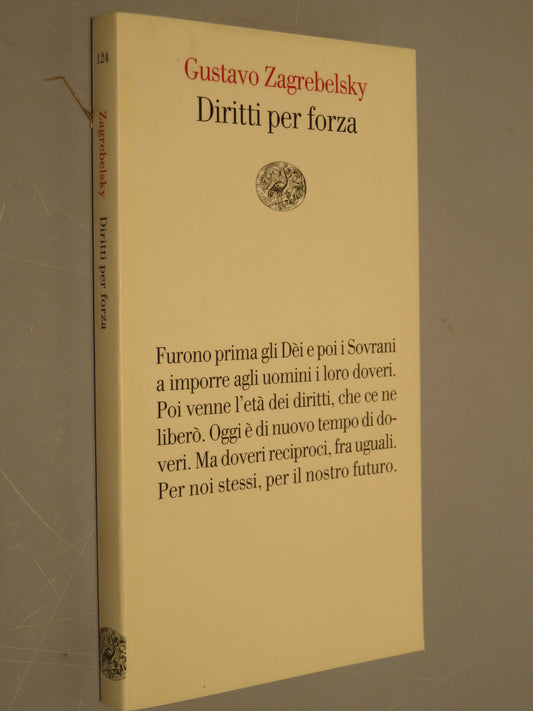 Gustavo Zagrebelsky
Diritti per forza
Furono prima gli Dèi e poi i Sovrani
a imporre agli uomini i loro doveri.
Poi venne l'età dei diritti, che ce ne
liberò. Oggi è di nuovo tempo di do-
veri. Ma doveri reciproci, fra uguali.
Per noi stessi, per il nostro futuro.
124
Zagrebelsky Diritti per forza